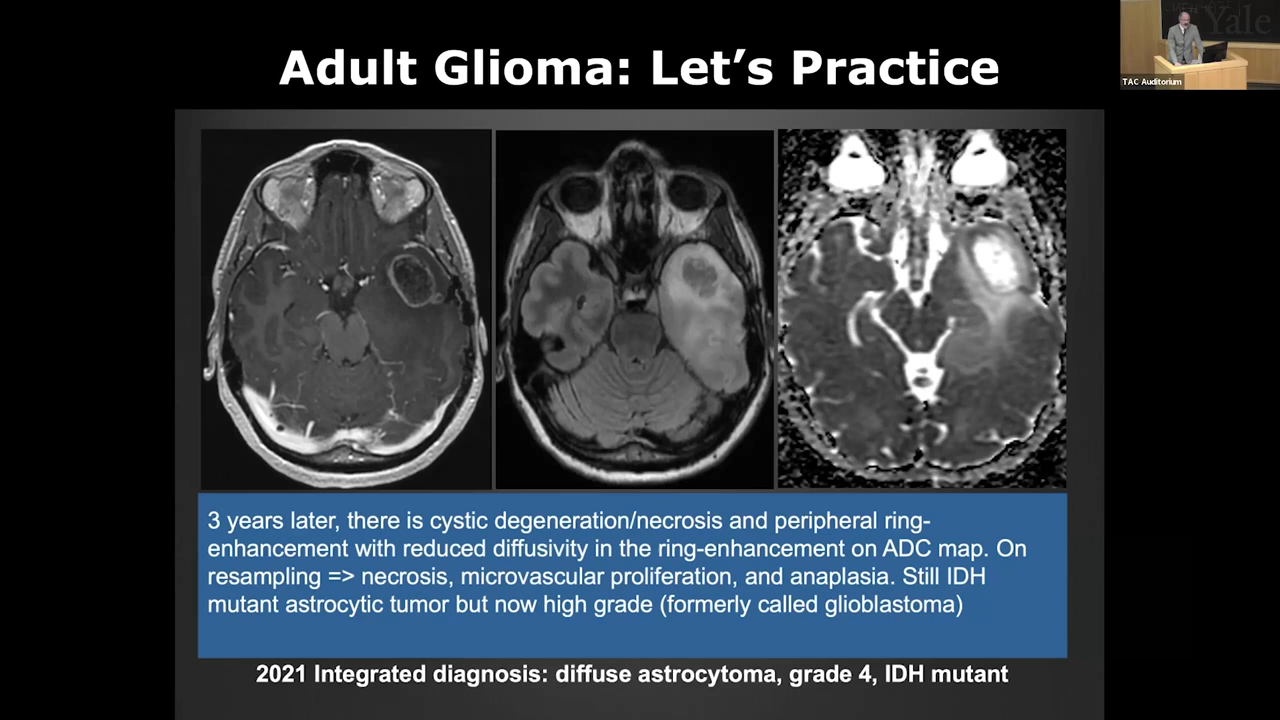 Adult Glioma: Let's Practice
Yale
TAC Auditorium
3 years later, there is cystic degeneration/necrosis and peripheral ring-
enhancement with reduced diffusivity in the ring-enhancement on ADC map. On
resampling => necrosis, microvascular proliferation, and anaplasia. Still IDH
mutant astrocytic tumor but now high grade (formerly called glioblastoma)
2021 Integrated diagnosis: diffuse astrocytoma, grade 4, IDH mutant